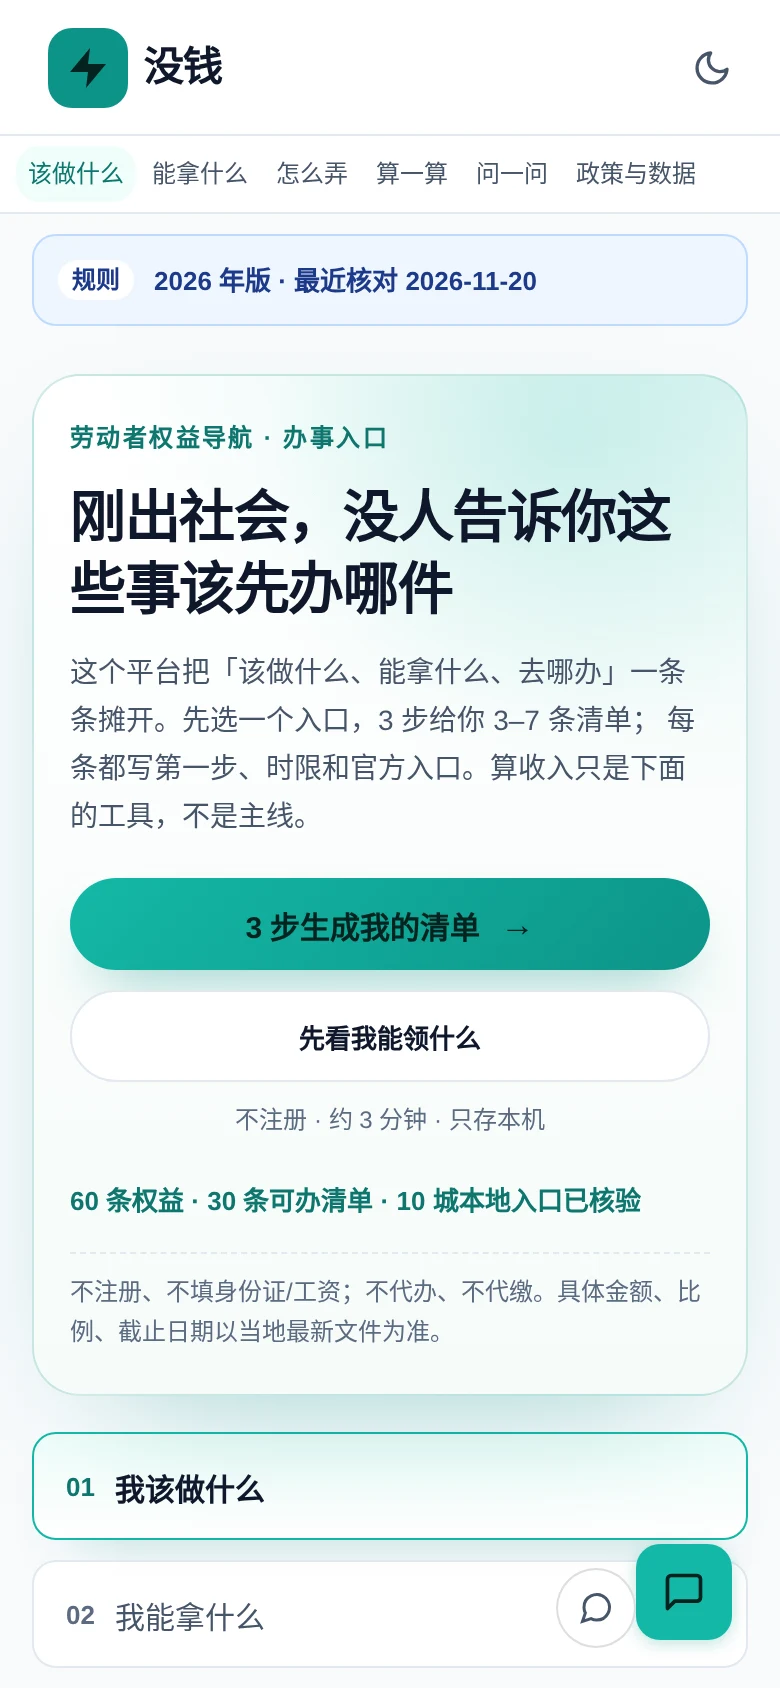 没钱
该做什么 能拿什么 怎么弄 算一算 问一问 政策与数据
规则 2026 年版 · 最近核对 2026-11-20
劳动者权益导航 · 办事入口
刚出社会，没人告诉你这
些事该先办哪件
这个平台把「该做什么、能拿什么、去哪办」一条
条摊开。先选一个入口，3 步给你 3–7 条清单； 每
条都写第一步、时限和官方入口。算收入只是下面
的工具，不是主线。
3 步生成我的清单 →
先看我能领什么
不注册 · 约 3 分钟 · 只存本机
60 条权益 · 30 条可办清单 · 10 城本地入口已核验
不注册、不填身份证/工资；不代办、不代缴。具体金额、比
例、截止日期以当地最新文件为准。
01 我该做什么
02 我能拿什么